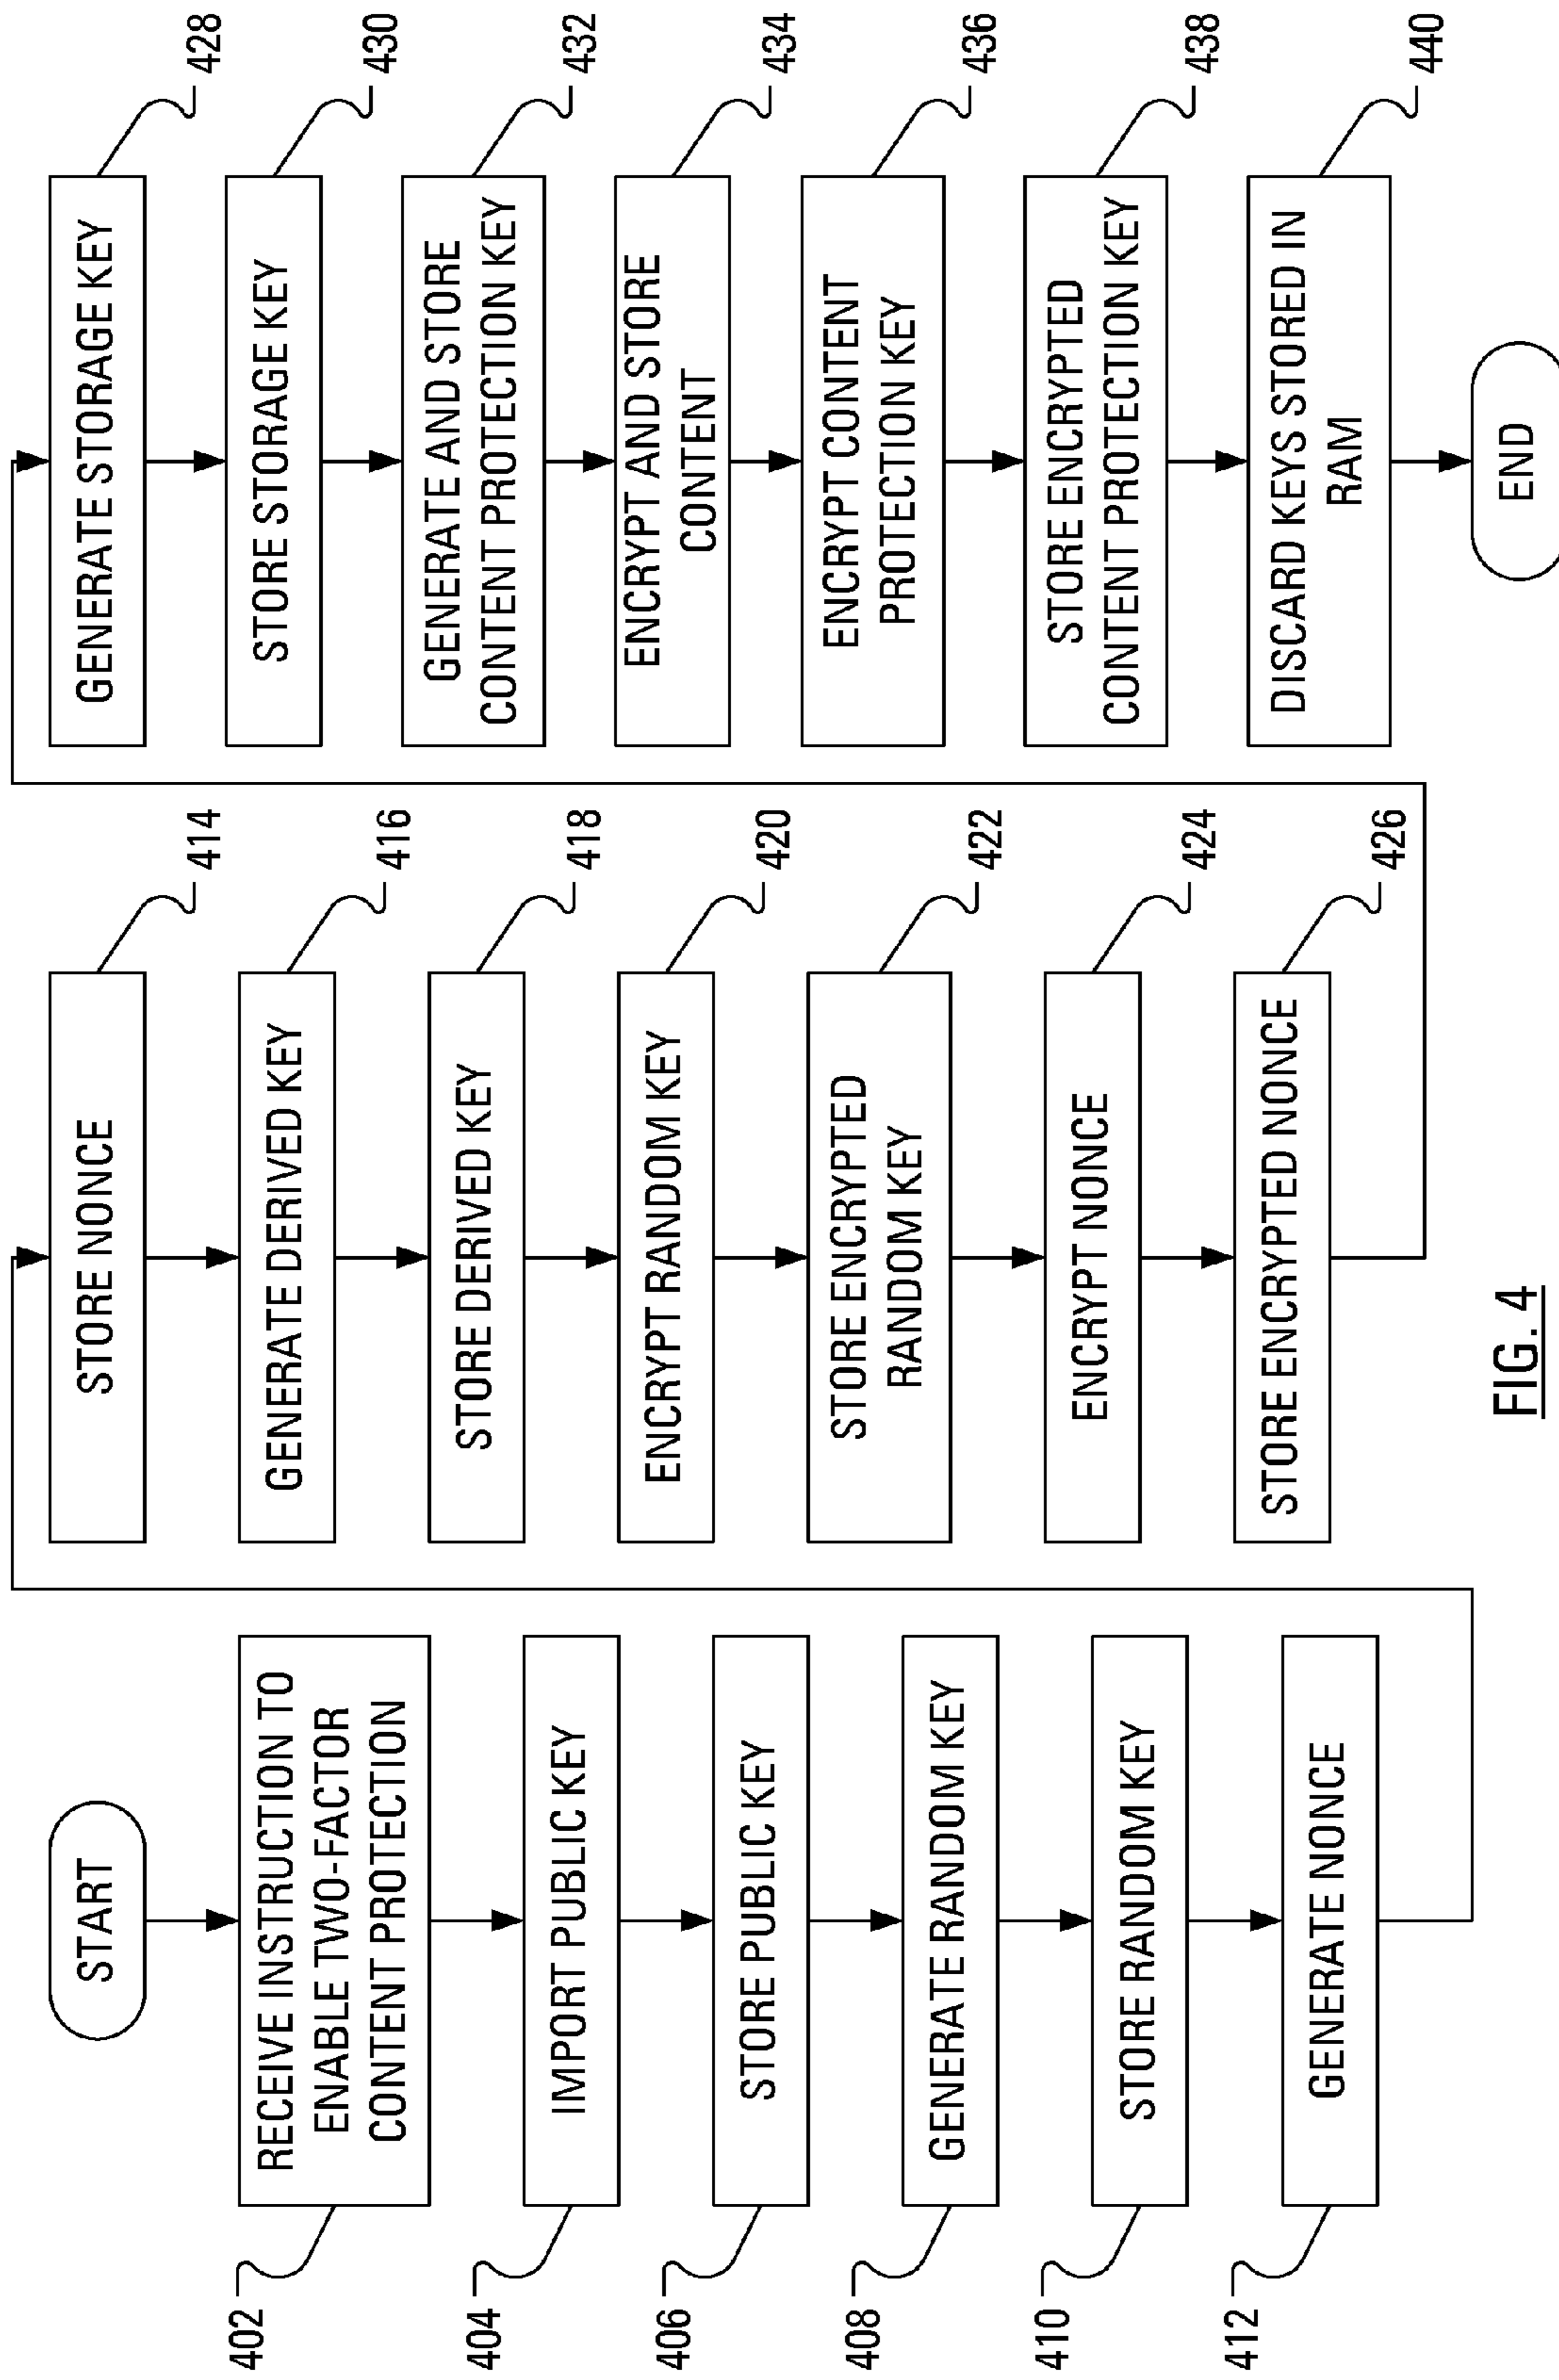 START
402
RECEIVE INSTRUCTION TO
ENABLE TWO-FACTOR
CONTENT PROTECTION
404
IMPORT PUBLIC KEY
406
STORE PUBLIC KEY
408
GENERATE RANDOM KEY
410
STORE RANDOM KEY
412
GENERATE NONCE
STORE NONCE
414
GENERATE DERIVED KEY
416
STORE DERIVED KEY
418
ENCRYPT RANDOM KEY
420
STORE ENCRYPTED
RANDOM KEY
422
ENCRYPT NONCE
424
STORE ENCRYPTED NONCE
426
GENERATE STORAGE KEY
428
STORE STORAGE KEY
430
GENERATE AND STORE
CONTENT PROTECTION KEY
432
ENCRYPT AND STORE
CONTENT
434
ENCRYPT CONTENT
PROTECTION KEY
436
STORE ENCRYPTED
CONTENT PROTECTION KEY
438
DISCARD KEYS STORED IN
RAM
440
END
FIG. 4